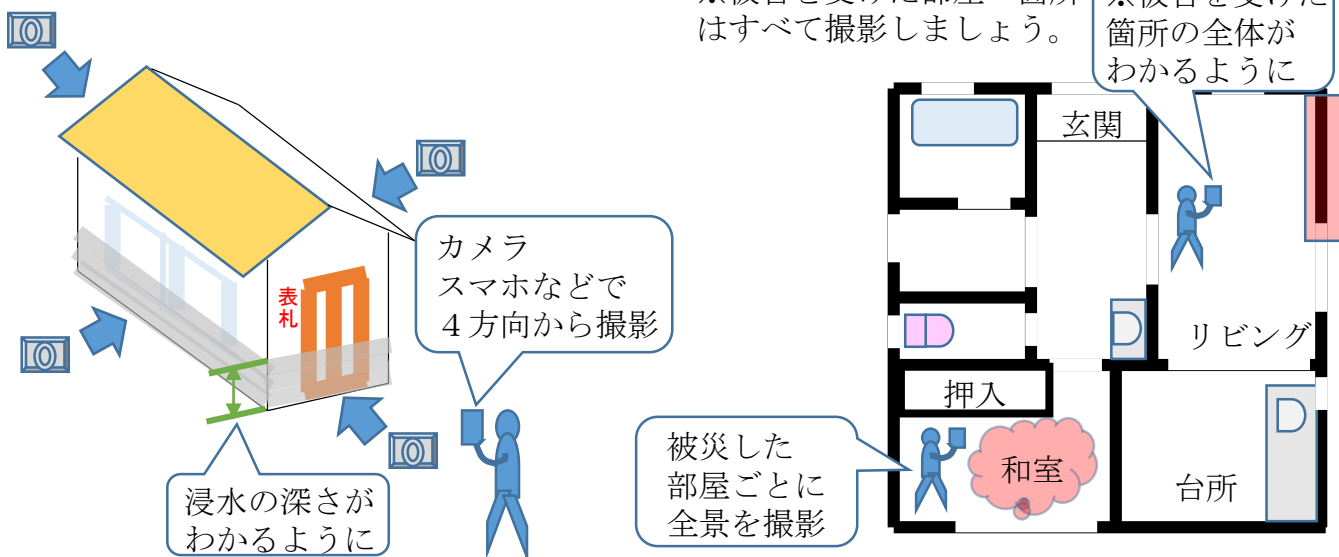 はすべて撮影しましょう。
箇所の全体が
わかるように
カメラ
スマホなどで
４方向から撮影
表札
浸水の深さが
わかるように
玄関
リビング
押入
和室
台所
被災した
部屋ごとに
全景を撮影